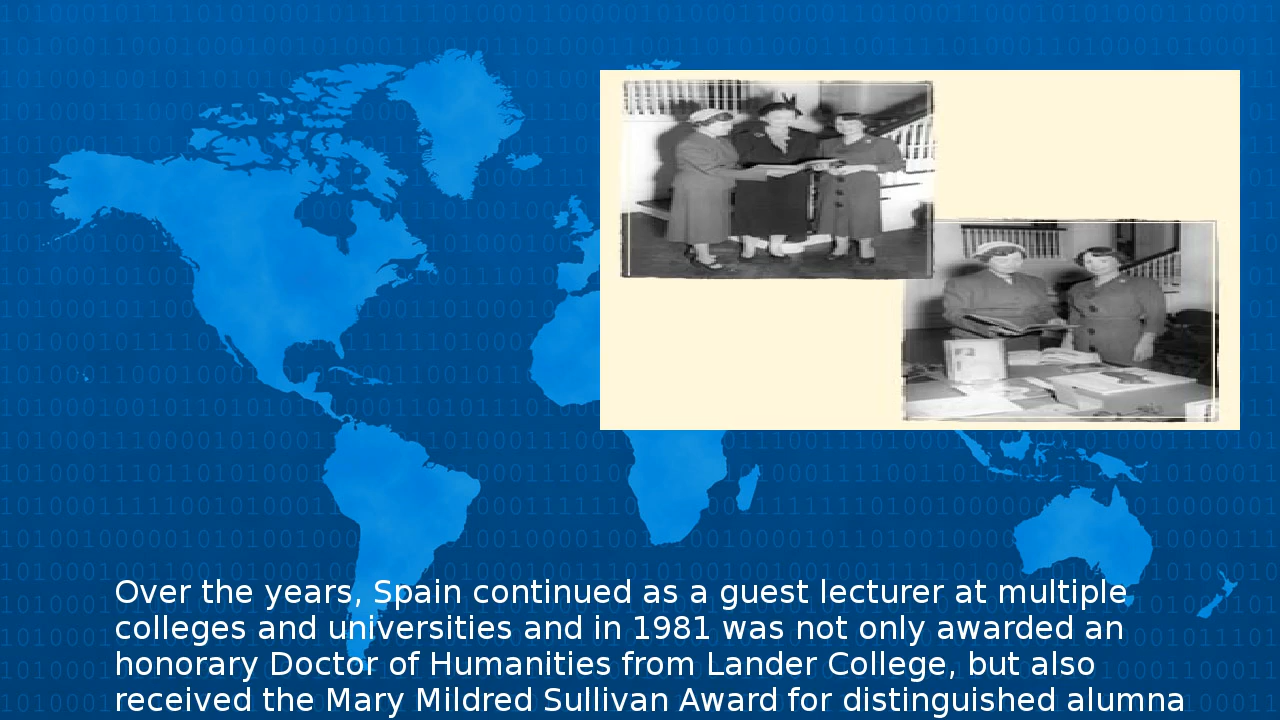 Over the years, Spain continued as a guest lecturer at multiple
colleges and universities and in 1981 was not only awarded an
honorary Doctor of Humanities from Lander College, but also
received the Mary Mildred Sullivan Award for distinguished alumna